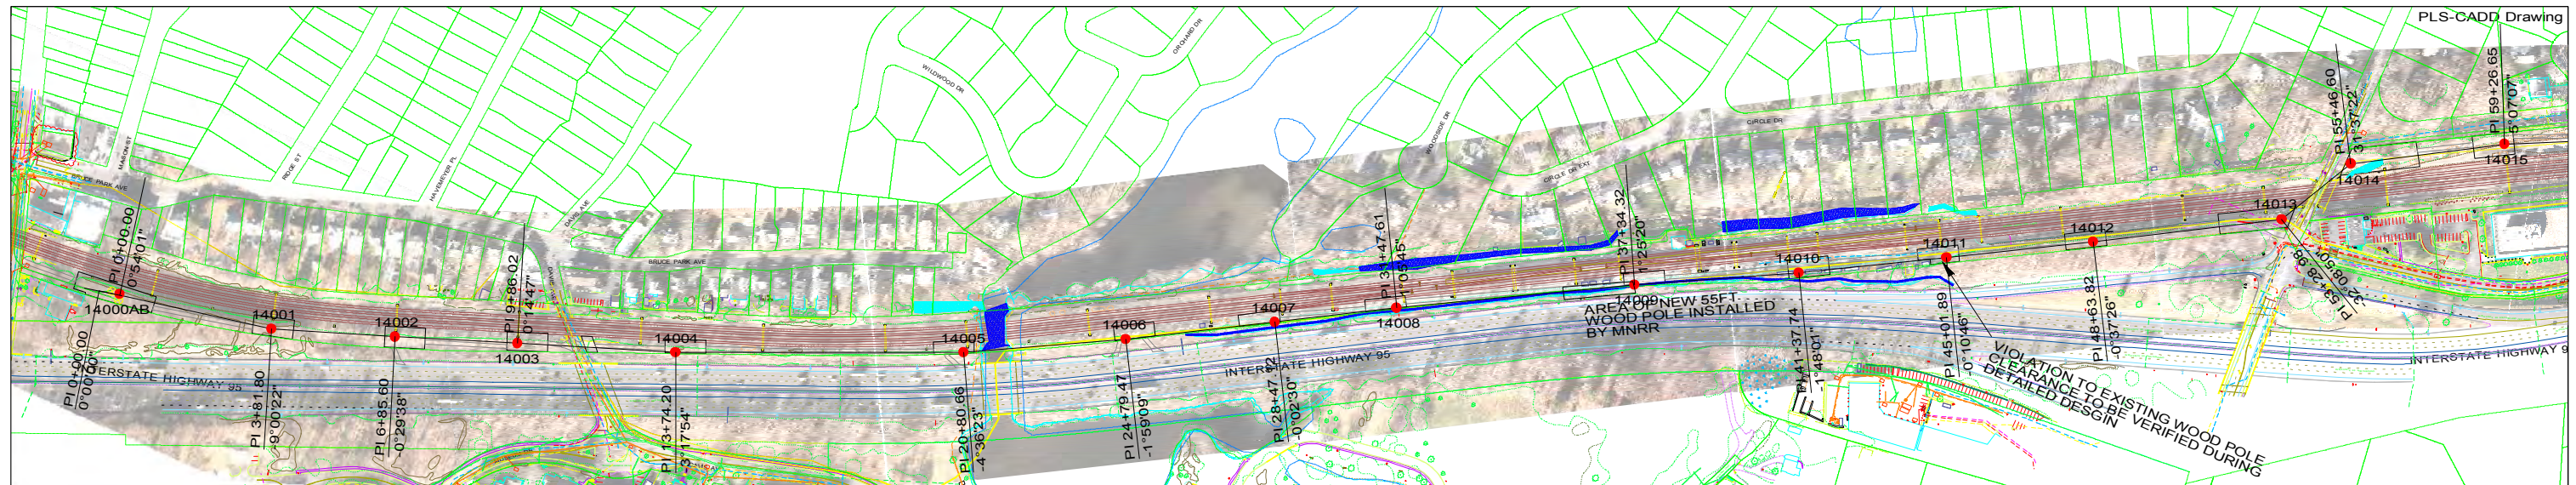 PLS-CADD Drawing
ORCHARD DR
WILDWOOD DR
MASON ST
RIDGE ST
HAVEMEYER PL
DAVIS AVE
BRUCE PARK AVE
WOODSIDE DR
CIRCLE DR
CIRCLE DR EXT
BRUCE PARK AVE
PI 0+00.00
0°54'01"
14000AB
PI 0+00.00
0°00'00"
14001
PI 3+81.80
-9°00'22"
14002
PI 6+85.60
-0°29'38"
PI 9+86.02
0°14'47"
14003
14004
PI 13+74.20
-3°17'54"
14005
PI 20+80.66
-4°36'23"
14006
PI 24+79.47
-1°59'09"
14007
-0°02'30"
PI 33+47.61
1°05'45"
14008
PI 37+34.32
1°25'20"
14009
AREA OF NEW 55FT
WOOD POLE INSTALLED
BY MNRR
14010
PI 41+37.74
-1°48'01"
14011
PI 45+01.89
-0°10'46"
VIOLATION TO EXISTING WOOD POLE
CLEARANCE TO BE VERIFIED DURING
DETAILED DESGIN
14012
PI 48+63.82
-0°37'26"
14013
PI 55+46.60
31°37'22"
14014
PI 59+26.65
5°07'07"
14015
INTERSTATE HIGHWAY 95
INTERSTATE HIGHWAY 95
INTERSTATE HIGHWAY 9